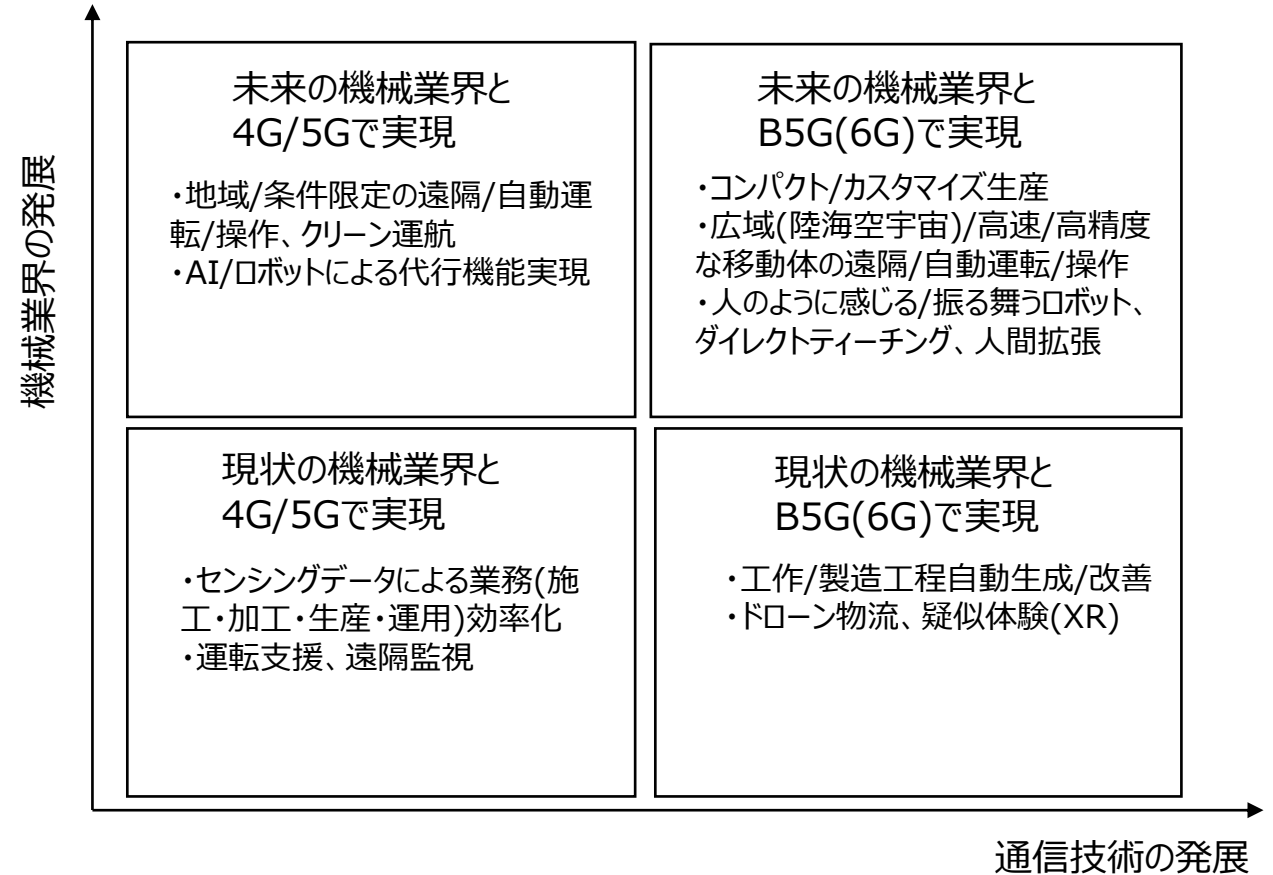 機械業界の発展
未来の機械業界と
4G/5Gで実現
・地域/条件限定の遠隔/自動運
転/操作、クリーン運航
・AI/ロボットによる代行機能実現
未来の機械業界と
B5G(6G)で実現
・コンパクト/カスタマイズ生産
・広域(陸海空宇宙)/高速/高精度
な移動体の遠隔/自動運転/操作
・人のように感じる/振る舞うロボット、
ダイレクトティーチング、人間拡張
現状の機械業界と
4G/5Gで実現
・センシングデータによる業務(施
工・加工・生産・運用)効率化
・運転支援、遠隔監視
現状の機械業界と
B5G(6G)で実現
・工作/製造工程自動生成/改善
・ドローン物流、疑似体験(XR)
通信技術の発展